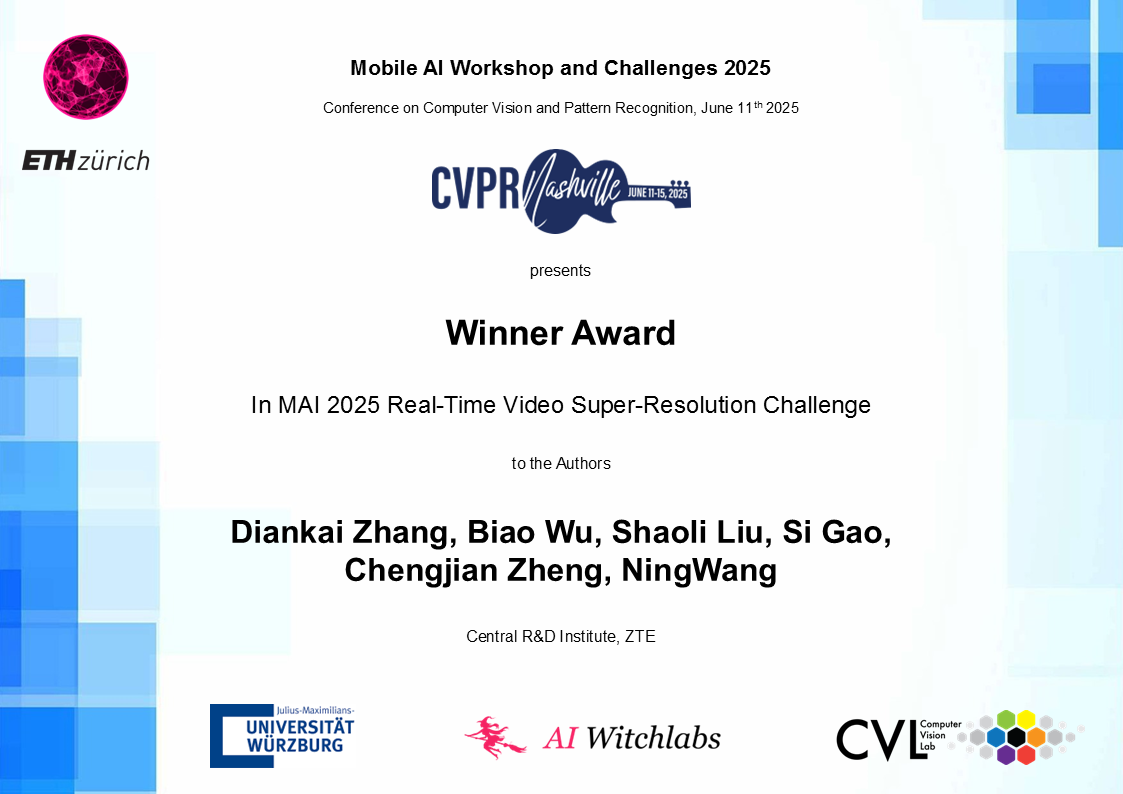 Mobile AI Workshop and Challenges 2025
Conference on Computer Vision and Pattern Recognition, June 11th 2025
ETH zürich
CVPR Nashville JUNE 11-15, 2025
presents
Winner Award
In MAI 2025 Real-Time Video Super-Resolution Challenge
to the Authors
Diankai Zhang, Biao Wu, Shaoli Liu, Si Gao,
Chengjian Zheng, NingWang
Central R&D Institute, ZTE
Julius-Maximilians-
UNIVERSITÄT
WÜRZBURG
AI Witchlabs
CVL
Computer
Vision
Lab